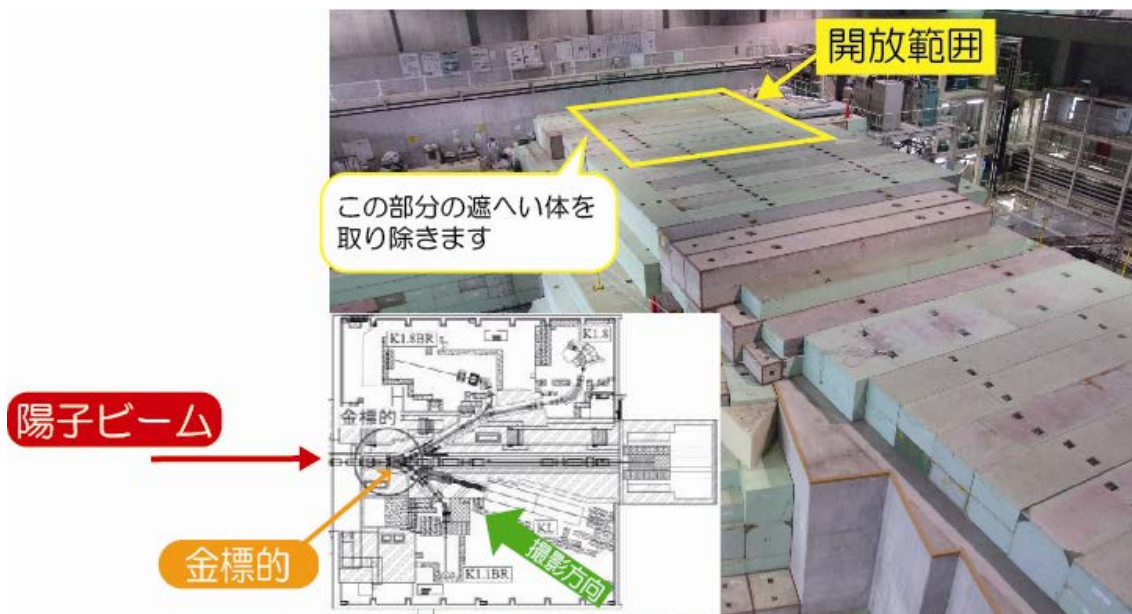 開放範囲
この部分の遮へい体を
取り除きます
K1.8BR
K1.8
金標的
陽子ビーム
KL
金標的
K1.1BR
撮影方向